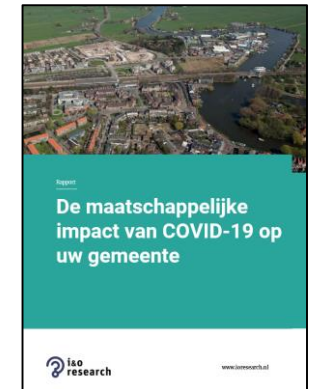 Rapport
De maatschappelijke
impact van COVID-19 op
uw gemeente
i&o
research
www.ioresearch.nl